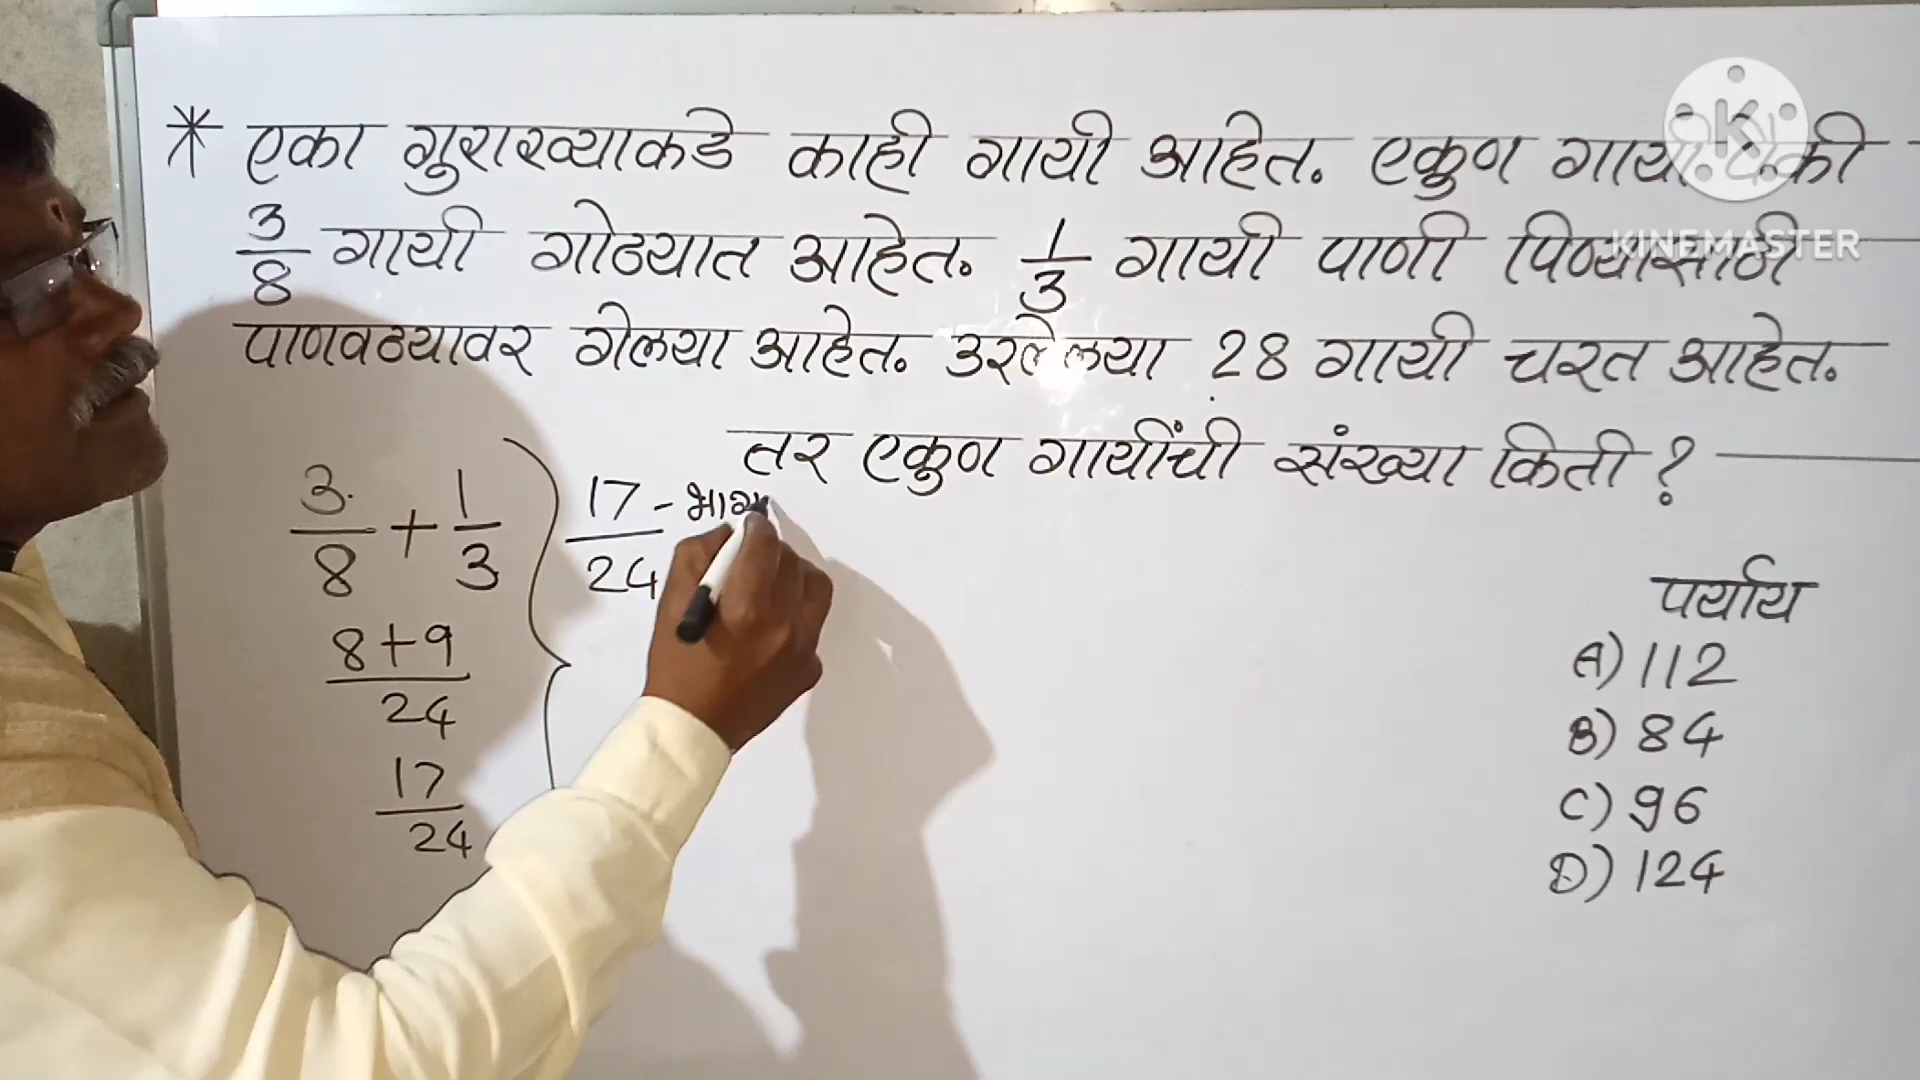 * एका गुराख्याकडे काही गायी आहेत. एकुण गायीं पैकी
3/8 गायी गोठ्यात आहेत. 1/3 गायी पाणी पिण्यासाठी
पाणवठ्यावर गेल्या आहेत. उरलेल्या 28 गायी चरत आहेत.
तर एकुण गायींची संख्या किती ?
3/8 + 1/3
8+9/24
17/24
17/24 - भाग
पर्याय
A) 112
B) 84
C) 96
D) 124
K
KINEMASTER